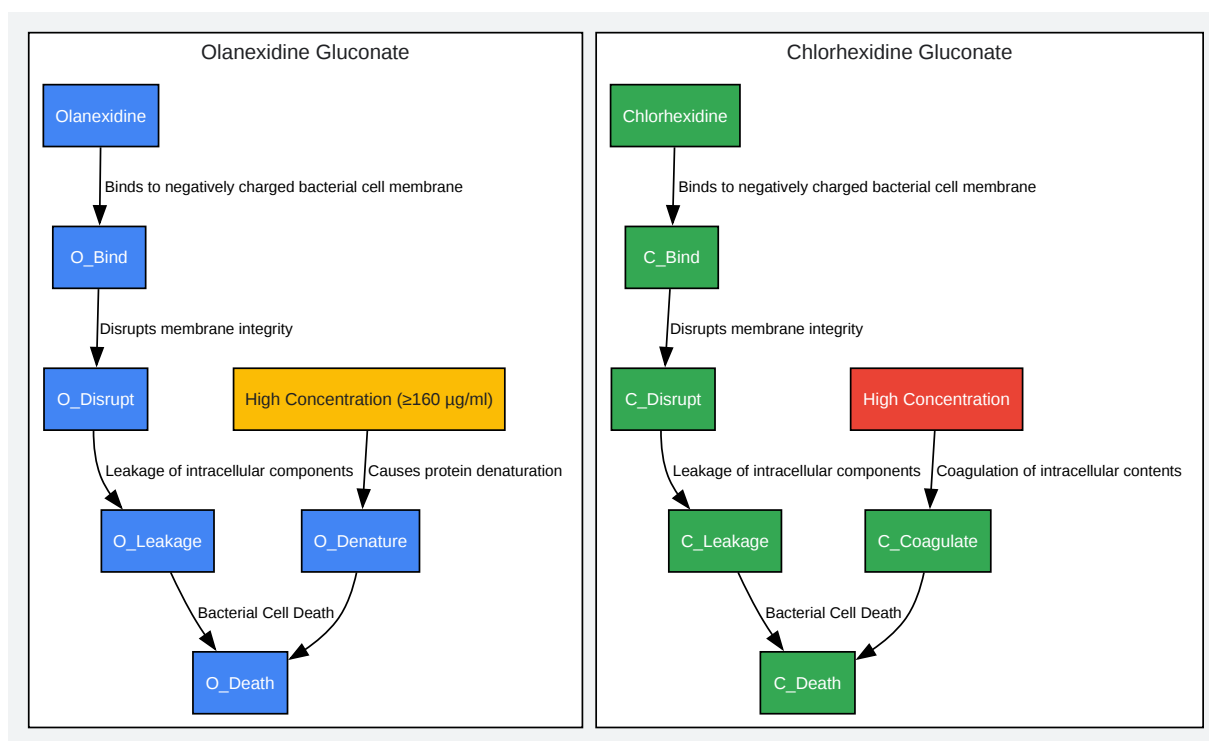 Olanexidine Gluconate
Olanexidine
Binds to negatively charged bacterial cell membrane
O_Bind
Disrupts membrane integrity
O_Disrupt
High Concentration (≥160 µg/ml)
Leakage of intracellular components
Causes protein denaturation
O_Leakage
O_Denature
Bacterial Cell Death
O_Death
Chlorhexidine Gluconate
Chlorhexidine
Binds to negatively charged bacterial cell membrane
C_Bind
Disrupts membrane integrity
C_Disrupt
High Concentration
Leakage of intracellular components
Coagulation of intracellular contents
C_Leakage
C_Coagulate
Bacterial Cell Death
C_Death